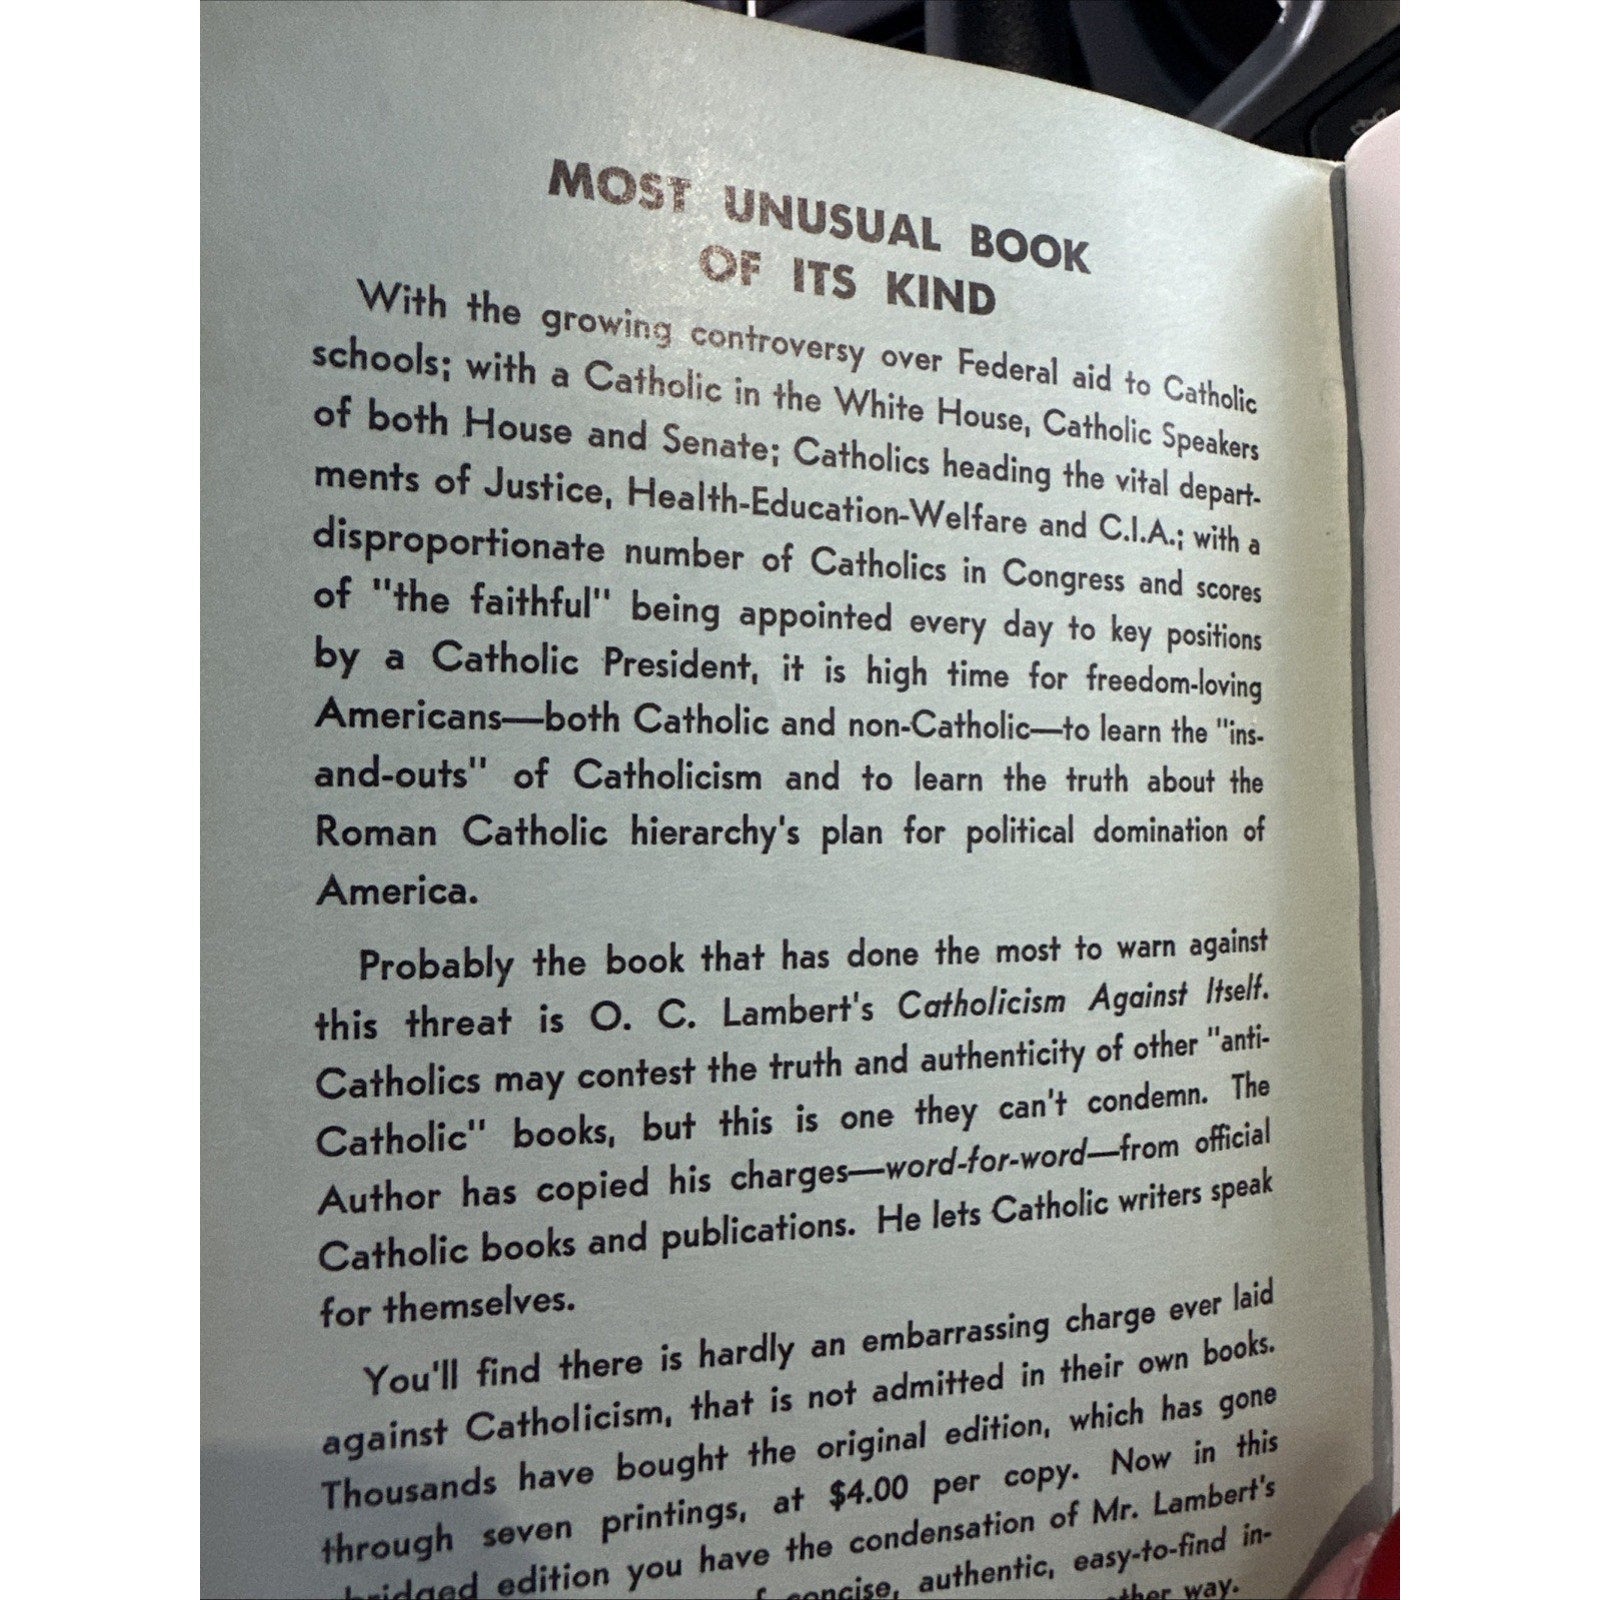 MOST UNUSUAL BOOK
OF ITS KIND
With the growing controversy over Federal aid to Catholic
schools; with a Catholic in the White House, Catholic Speakers
of both House and Senate; Catholics heading the vital depart-
ments of Justice, Health-Education-Welfare and C.I.A.; with a
disproportionate number of Catholics in Congress and scores
of "the faithful" being appointed every day to key positions
by a Catholic President, it is high time for freedom-loving
Americans—both Catholic and non-Catholic—to learn the "ins-
and-outs" of Catholicism and to learn the truth about the
Roman Catholic hierarchy's plan for political domination of
America.
Probably the book that has done the most to warn against
this threat is O. C. Lambert's Catholicism Against Itself.
Catholics may contest the truth and authenticity of other "anti-
Catholic" books, but this is one they can't condemn. The
Author has copied his charges—word-for-word—from official
Catholic books and publications. He lets Catholic writers speak
for themselves.
You'll find there is hardly an embarrassing charge ever laid
against Catholicism, that is not admitted in their own books.
Thousands have bought the original edition, which has gone
through seven printings, at $4.00 per copy. Now in this
edition you have the condensation of Mr. Lambert's
concise, authentic, easy-to-find in-
way.